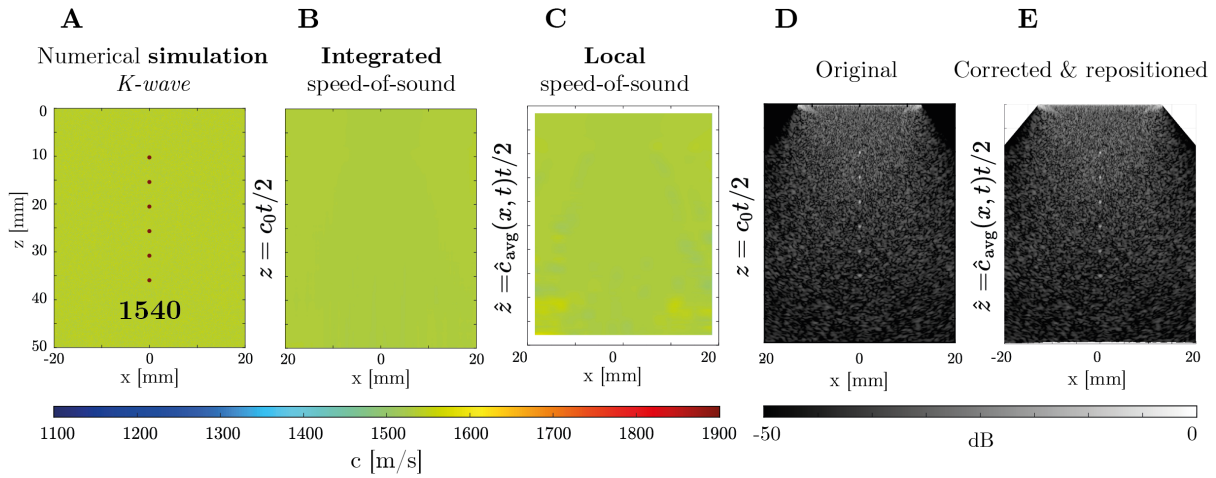 A
B
C
D
E
Numerical simulation
K-wave
Integrated
speed-of-sound
Local
speed-of-sound
Original
Corrected & repositioned
0
10
20
30
40
50
z [mm]
1540
-20
0
20
x [mm]
z = c₀t/2
-20
0
20
x [mm]
ẑ =ĉ_avg(x, t)t/2
-20
0
20
x [mm]
z = c₀t/2
20
0
20
x [mm]
ẑ =ĉ_avg(x, t)t/2
-20
0
20
x [mm]
1100
1200
1300
1400
1500
1600
1700
1800
1900
c [m/s]
-50
0
dB